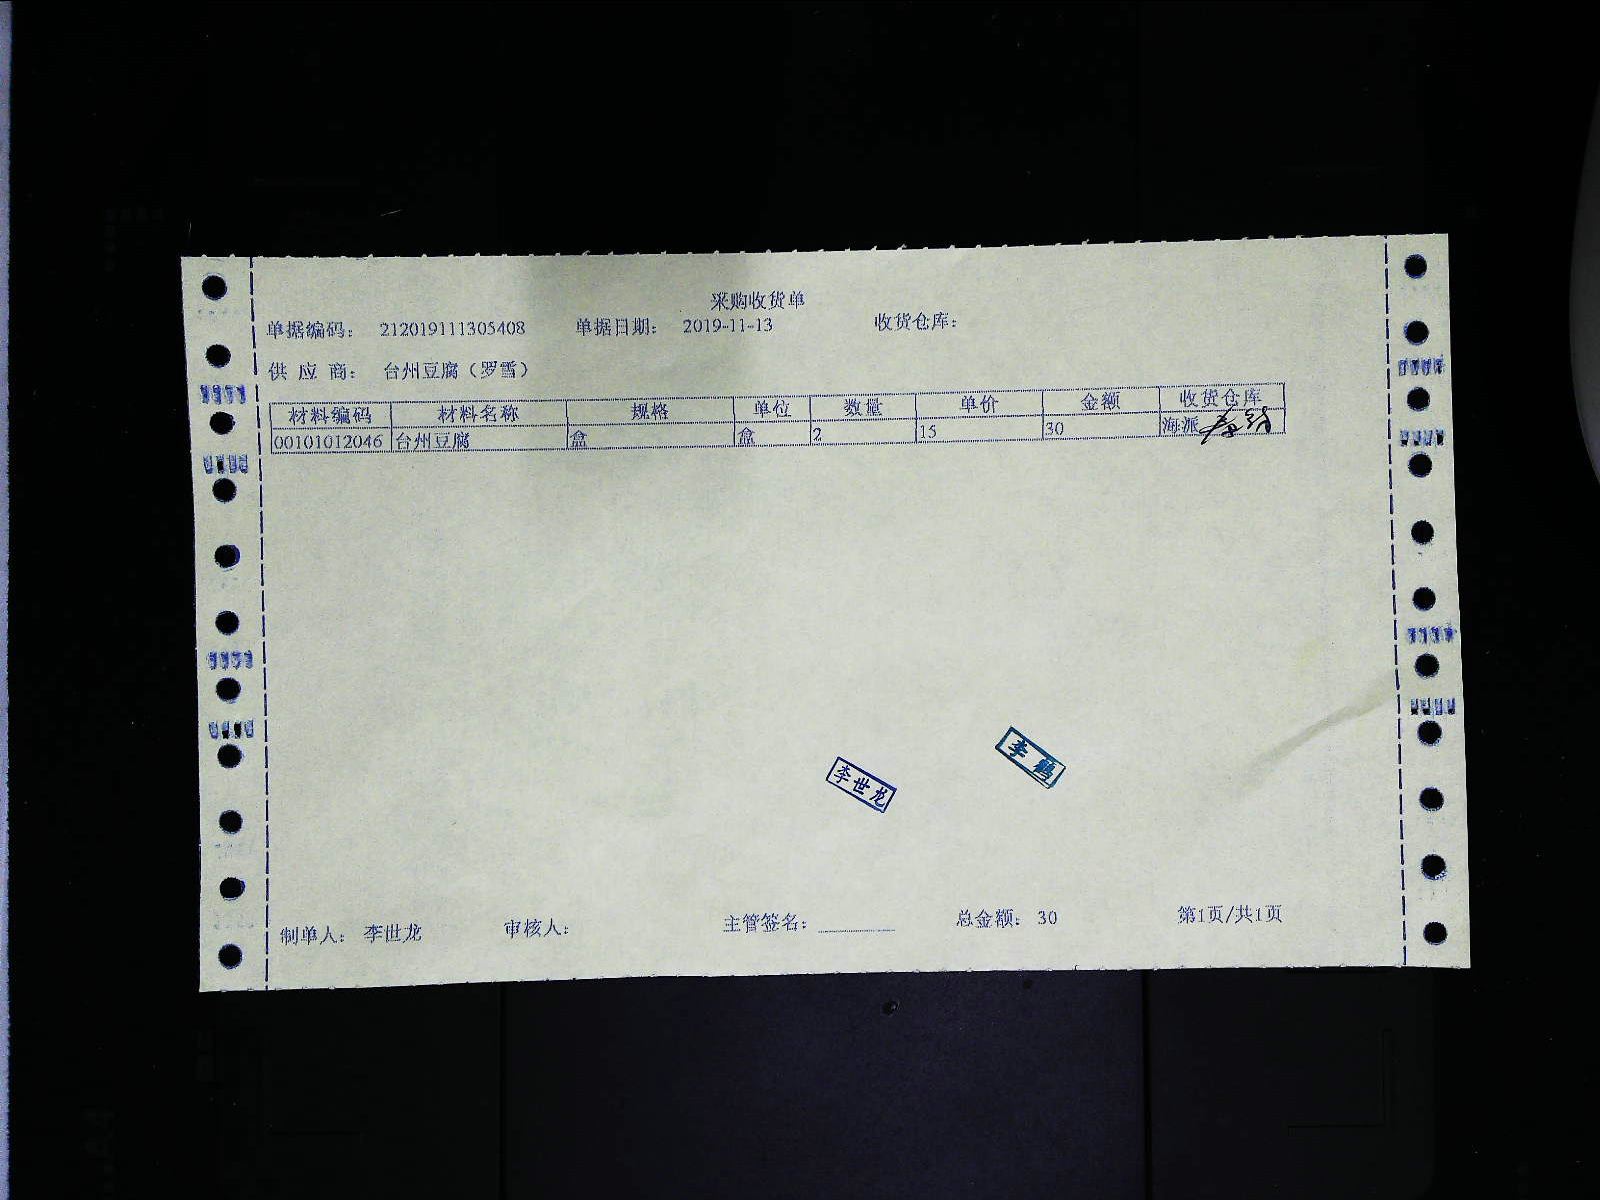 采购收货单
单据编码： 212019111305408 单据日期： 2019-11-13 收货仓库：
供 应 商： 台州豆腐（罗雪）
材料编码 材料名称 规格 单位 数量 单价 金额 收货仓库
00101012046 台州豆腐 盒 盒 2 15 30 海派
李鹤
李世龙
制单人： 李世龙 审核人： 主管签名： 总金额： 30 第1页/共1页